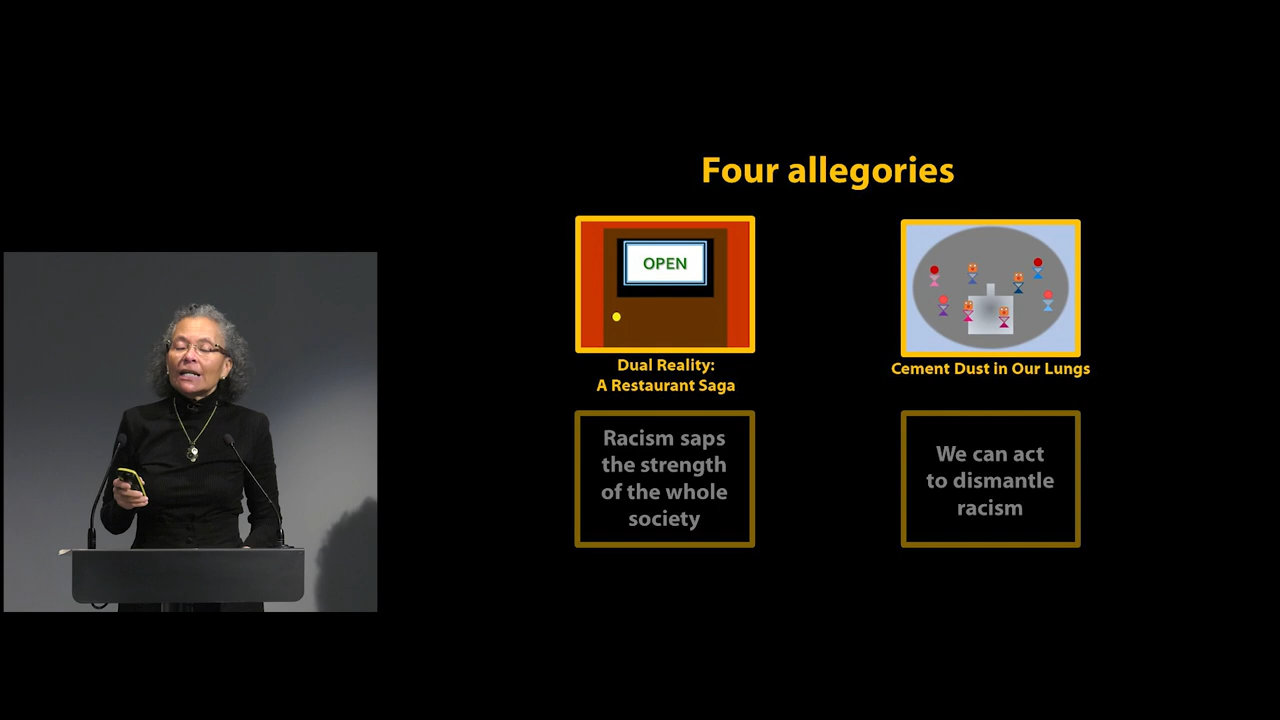 Four allegories
OPEN
Dual Reality:
A Restaurant Saga
Cement Dust in Our Lungs
Racism saps
the strength
of the whole
society
We can act
to dismantle
racism